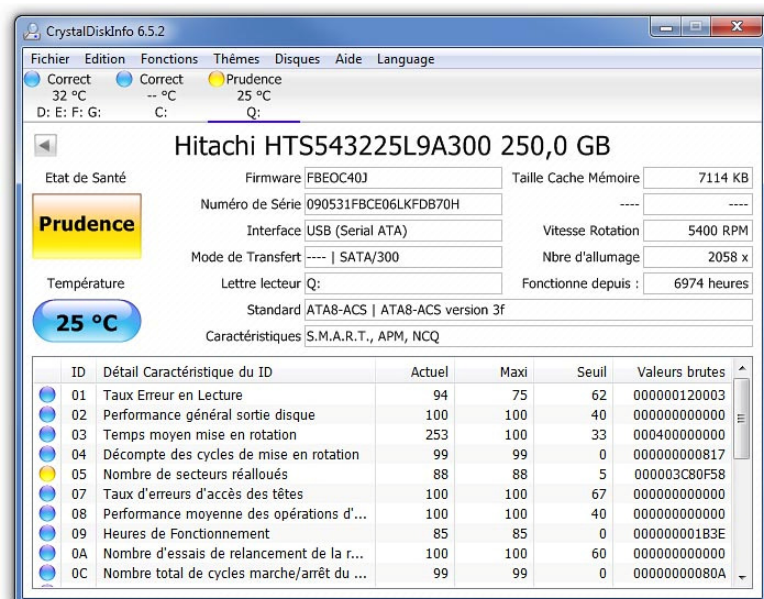 CrystalDiskInfo 6.5.2
Fichier Edition Fonctions Thèmes Disques Aide Language
Correct Correct Prudence
32 °C -- °C 25 °C
D: E: F: G: C: Q:
Hitachi HTS543225L9A300 250,0 GB
Etat de Santé
Prudence
Température
25 °C
Firmware FBEOC40J Taille Cache Mémoire 7114 KB
Numéro de Série 090531FBCE06LKFDB70H ---- ----
Interface USB (Serial ATA) Vitesse Rotation 5400 RPM
Mode de Transfert ---- | SATA/300 Nbre d'allumage 2058 x
Lettre lecteur Q: Fonctionne depuis : 6974 heures
Standard ATA8-ACS | ATA8-ACS version 3f
Caractéristiques S.M.A.R.T., APM, NCQ
ID Détail Caractéristique du ID Actuel Maxi Seuil Valeurs brutes
01 Taux Erreur en Lecture 94 75 62 000000120003
02 Performance général sortie disque 100 100 40 000000000000
03 Temps moyen mise en rotation 253 100 33 000400000000
04 Décompte des cycles de mise en rotation 99 99 0 000000000817
05 Nombre de secteurs réalloués 88 88 5 000003C80F58
07 Taux d'erreurs d'accès des têtes 100 100 67 000000000000
08 Performance moyenne des opérations d'... 100 100 40 000000000000
09 Heures de Fonctionnement 85 85 0 000000001B3E
0A Nombre d'essais de relancement de la r... 100 100 60 000000000000
0C Nombre total de cycles marche/arrêt du ... 99 99 0 00000000080A